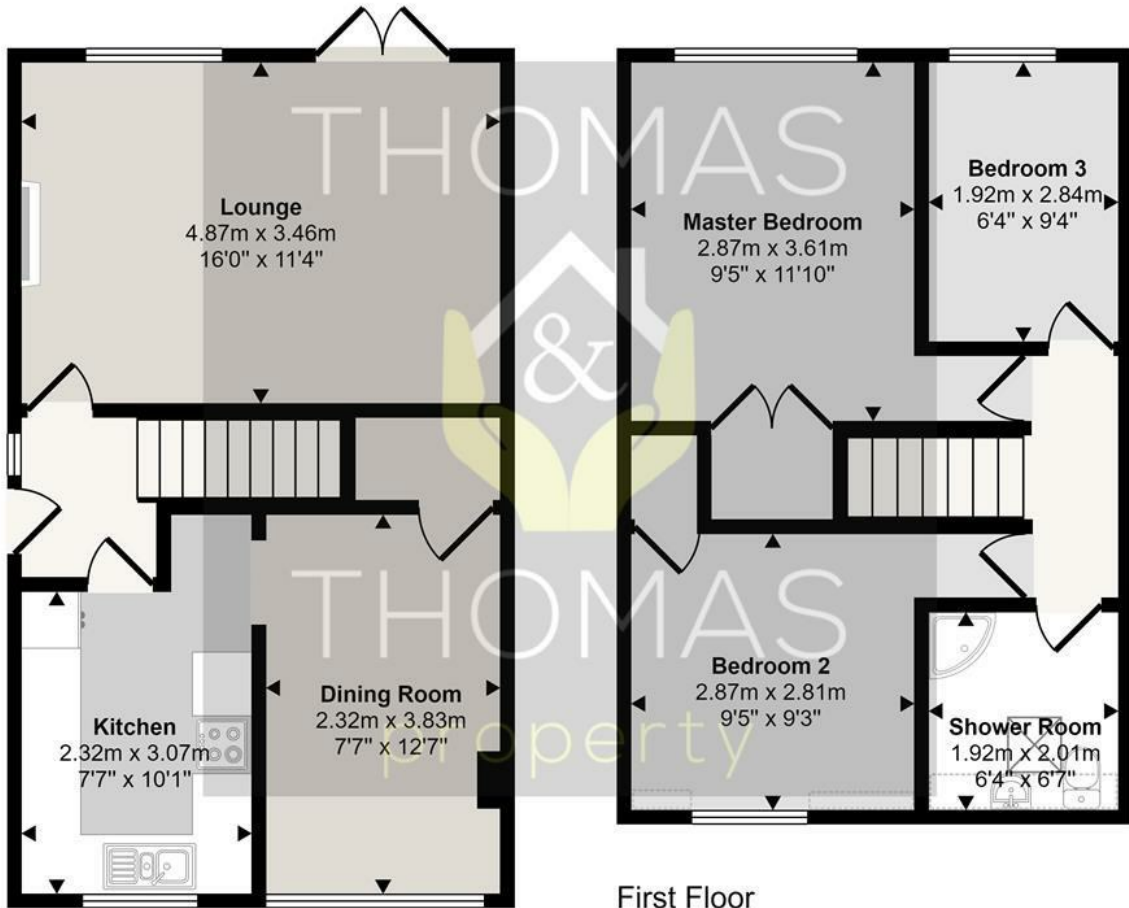 THOMAS
&
THOMAS
property
Lounge
4.87m x 3.46m
16'0" x 11'4"
Kitchen
2.32m x 3.07m
7'7" x 10'1"
Dining Room
2.32m x 3.83m
7'7" x 12'7"
Master Bedroom
2.87m x 3.61m
9'5" x 11'10"
Bedroom 3
1.92m x 2.84m
6'4" x 9'4"
Bedroom 2
2.87m x 2.81m
9'5" x 9'3"
Shower Room
1.92m x 2.01m
6'4" x 6'7"
First Floor